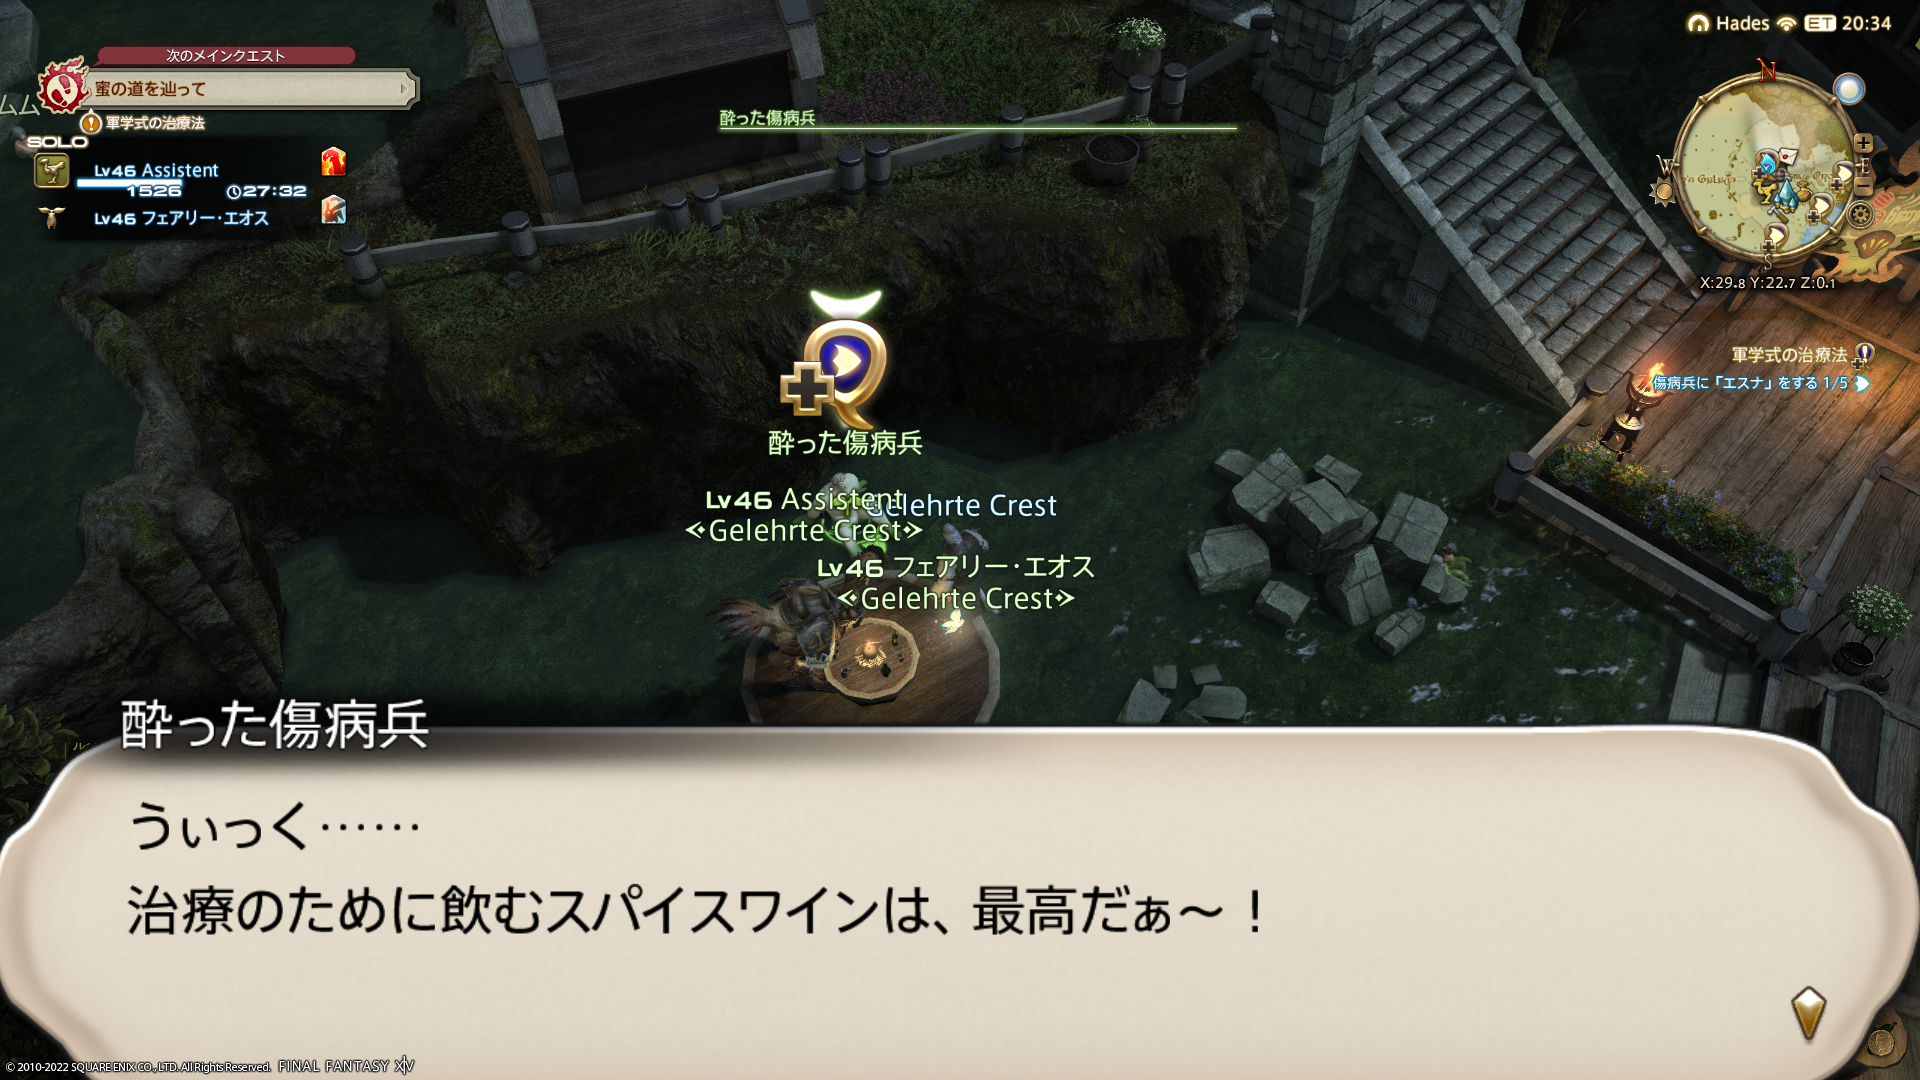 次のメインクエスト
蜜の道を辿って
軍学式の治療法
SOLO
Lv46 Assistent
1526
27:32
Lv46 フェアリー・エオス
酔った傷病兵
Hades ET 20:34
N
W
E
S
X:29.8 Y:22.7 Z:0.1
軍学式の治療法
傷病兵に「エスナ」をする 1/5
酔った傷病兵
Lv46 Assistent
Gelehrte Crest
«Gelehrte Crest»
Lv46 フェアリー・エオス
«Gelehrte Crest»
酔った傷病兵
うぃっく……
治療のために飲むスパイスワインは、最高だぁ～！
© 2010-2022 SQUARE ENIX CO., LTD. All Rights Reserved. FINAL FANTASY XIV